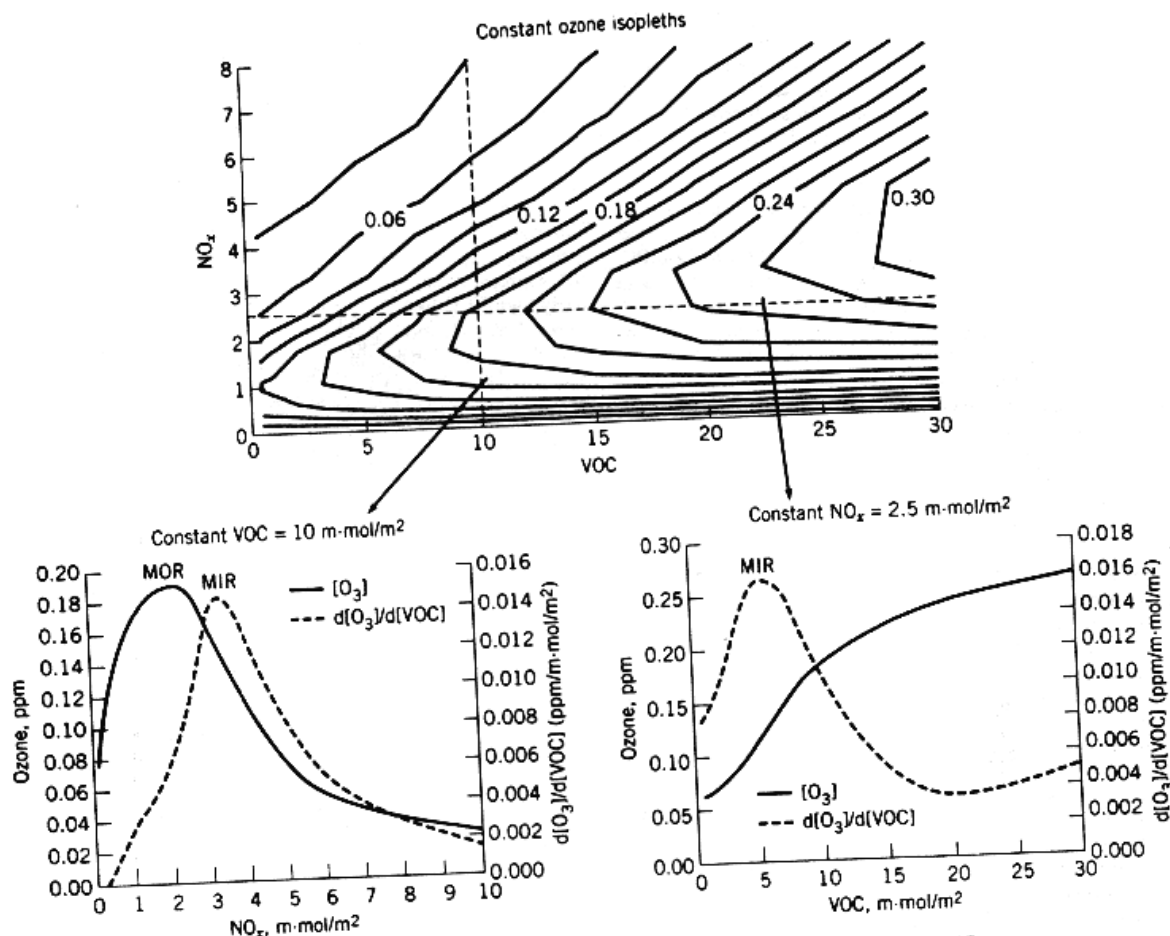 Constant ozone isopleths
8
7
6
5
4
3
2
1
0
NOx
0.06
0.12
0.18
0.24
0.30
0 5 10 15 20 25 30
VOC
Constant VOC = 10 m·mol/m²
MOR
MIR
[O₃]
d[O₃]/d[VOC]
0.20
0.18
0.16
0.14
0.12
0.10
0.08
0.06
0.04
0.02
0.00
Ozone, ppm
0.016
0.014
0.012
0.010
0.008
0.006
0.004
0.002
0.000
d[O₃]/d[VOC] (ppm/m·mol/m²)
0 1 2 3 4 5 6 7 8 9 10
NOx, m·mol/m²
Constant NOx = 2.5 m·mol/m²
MIR
0.30
0.25
0.20
0.15
0.10
0.05
0.00
Ozone, ppm
[O₃]
d[O₃]/d[VOC]
0.018
0.016
0.014
0.012
0.010
0.008
0.006
0.004
0.002
0.000
d[O₃]/d[VOC] (ppm/m·mol/m²)
0 5 10 15 20 25 30
VOC, m·mol/m²